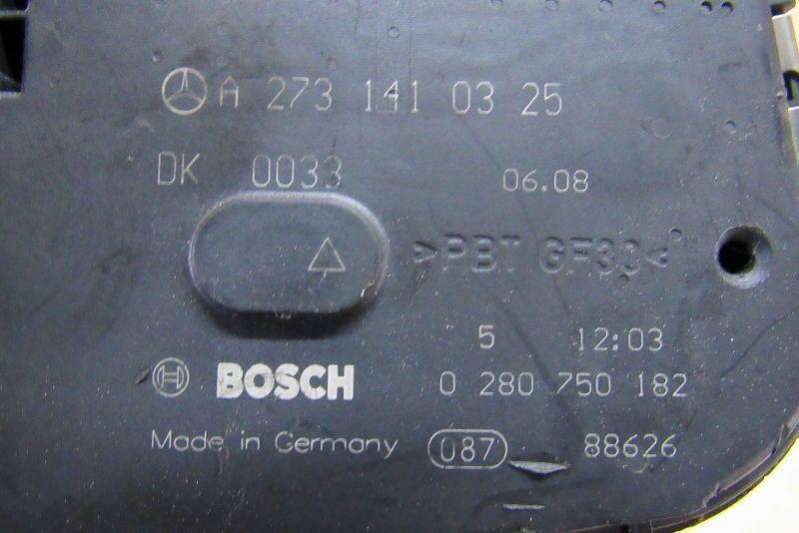 A 273 141 03 25
DK 0033 06.08
>PBT GF30<
5 12:03
BOSCH 0 280 750 182
Made in Germany 087 88626